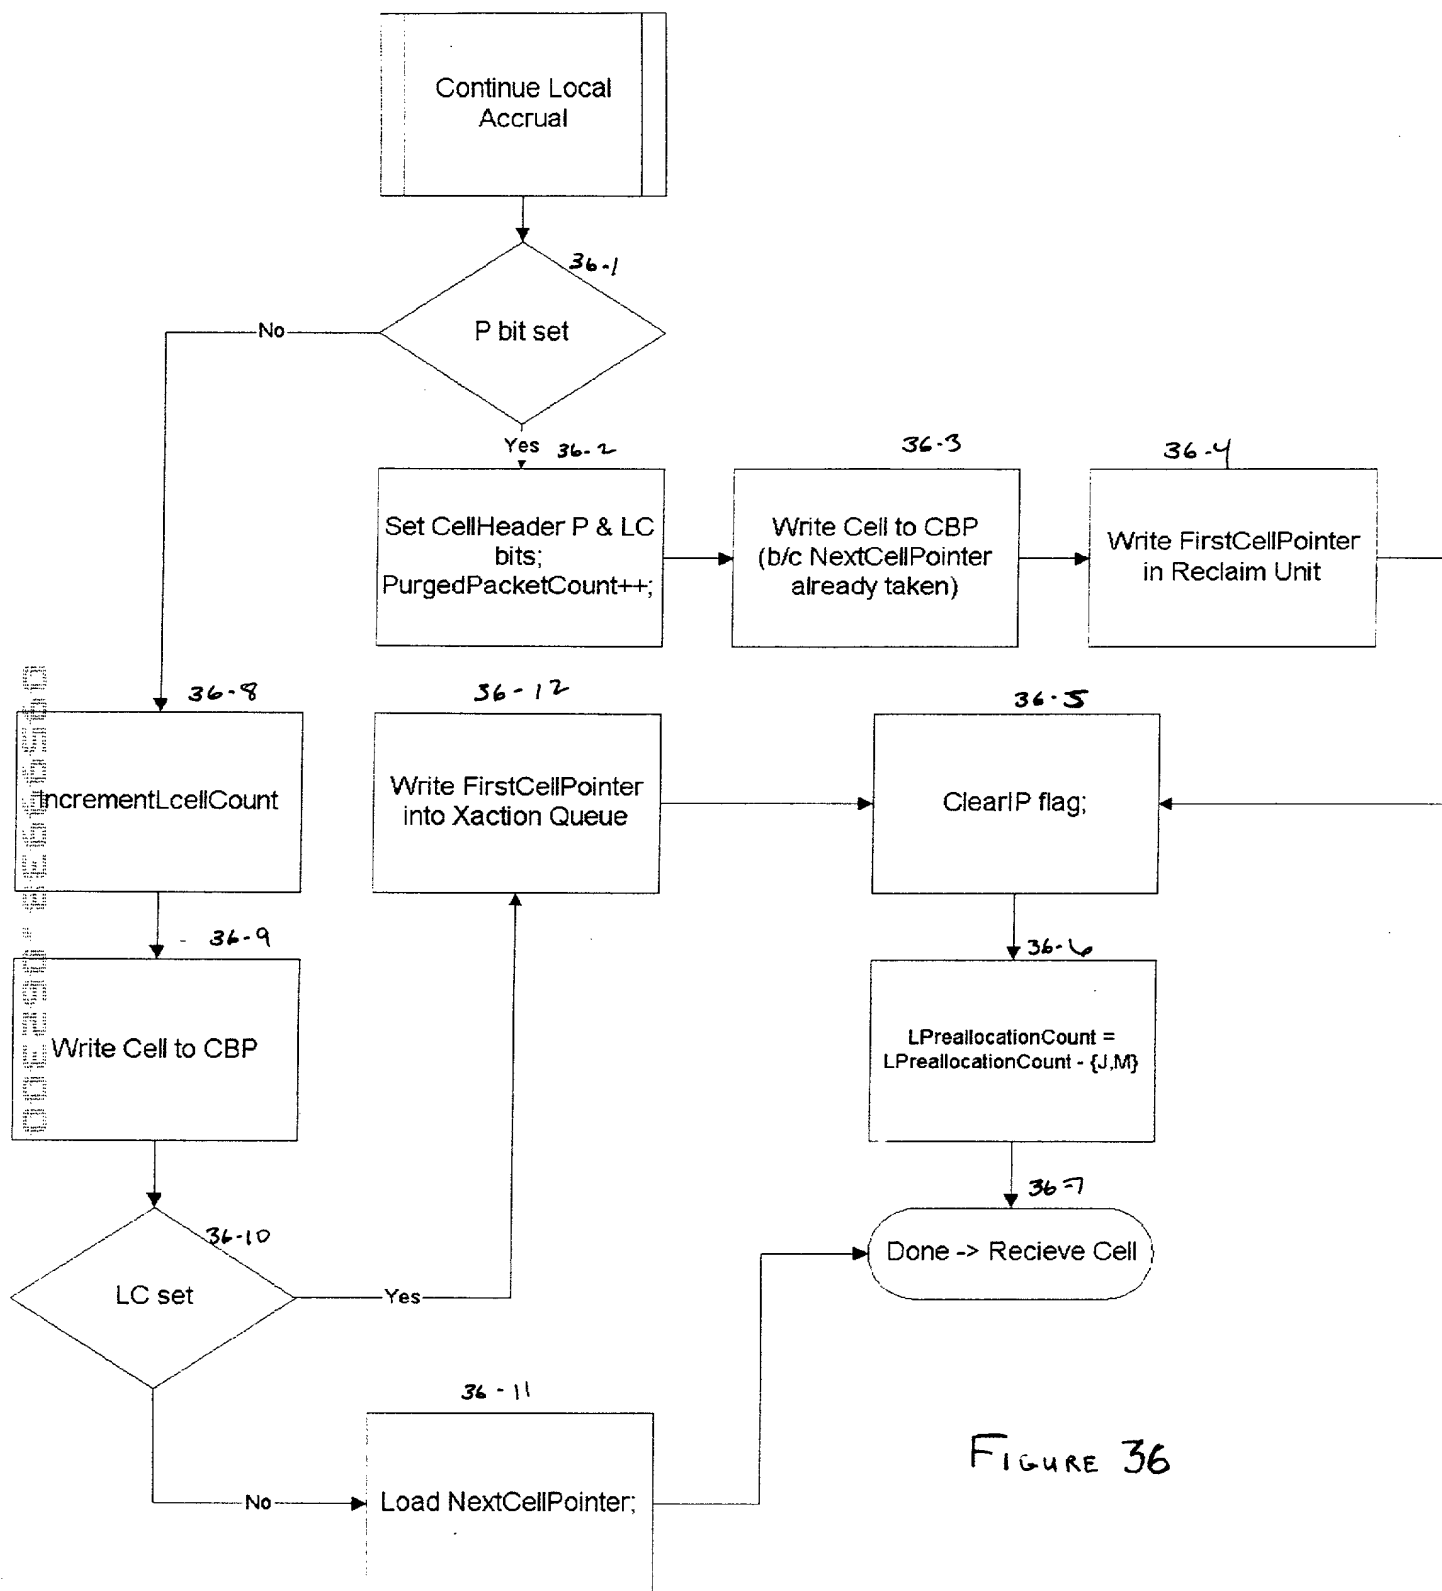 Continue Local
Accrual
36-1
P bit set
No
Yes
36-2
36-3
36-4
Set CellHeader P & LC
bits;
PurgedPacketCount++;
Write Cell to CBP
(b/c NextCellPointer
already taken)
Write FirstCellPointer
in Reclaim Unit
36-8
36-12
36-5
IncrementLcellCount
Write FirstCellPointer
into Xaction Queue
ClearIP flag;
36-9
36-6
Write Cell to CBP
LPreallocationCount =
LPreallocationCount - {J,M}
36-7
36-10
Done -> Recieve Cell
LC set
Yes
36-11
No
Load NextCellPointer;
FIGURE 36